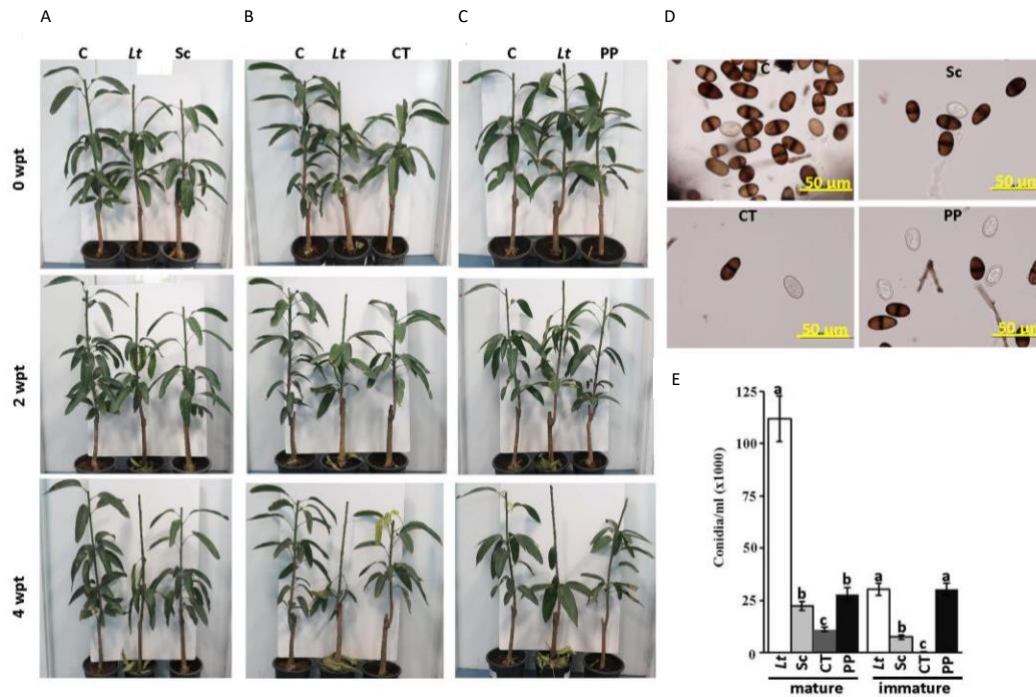 A B C D
C Lt Sc
C Lt CT
C Lt PP
0 wpt
2 wpt
4 wpt
C
50 µm
Sc
50 µm
CT
50 µm
PP
50 µm
E
Conidia/ml (x1000)
125
100
75
50
25
0
a
b
c
b
a
b
c
a
Lt Sc CT PP Lt Sc CT PP
mature immature